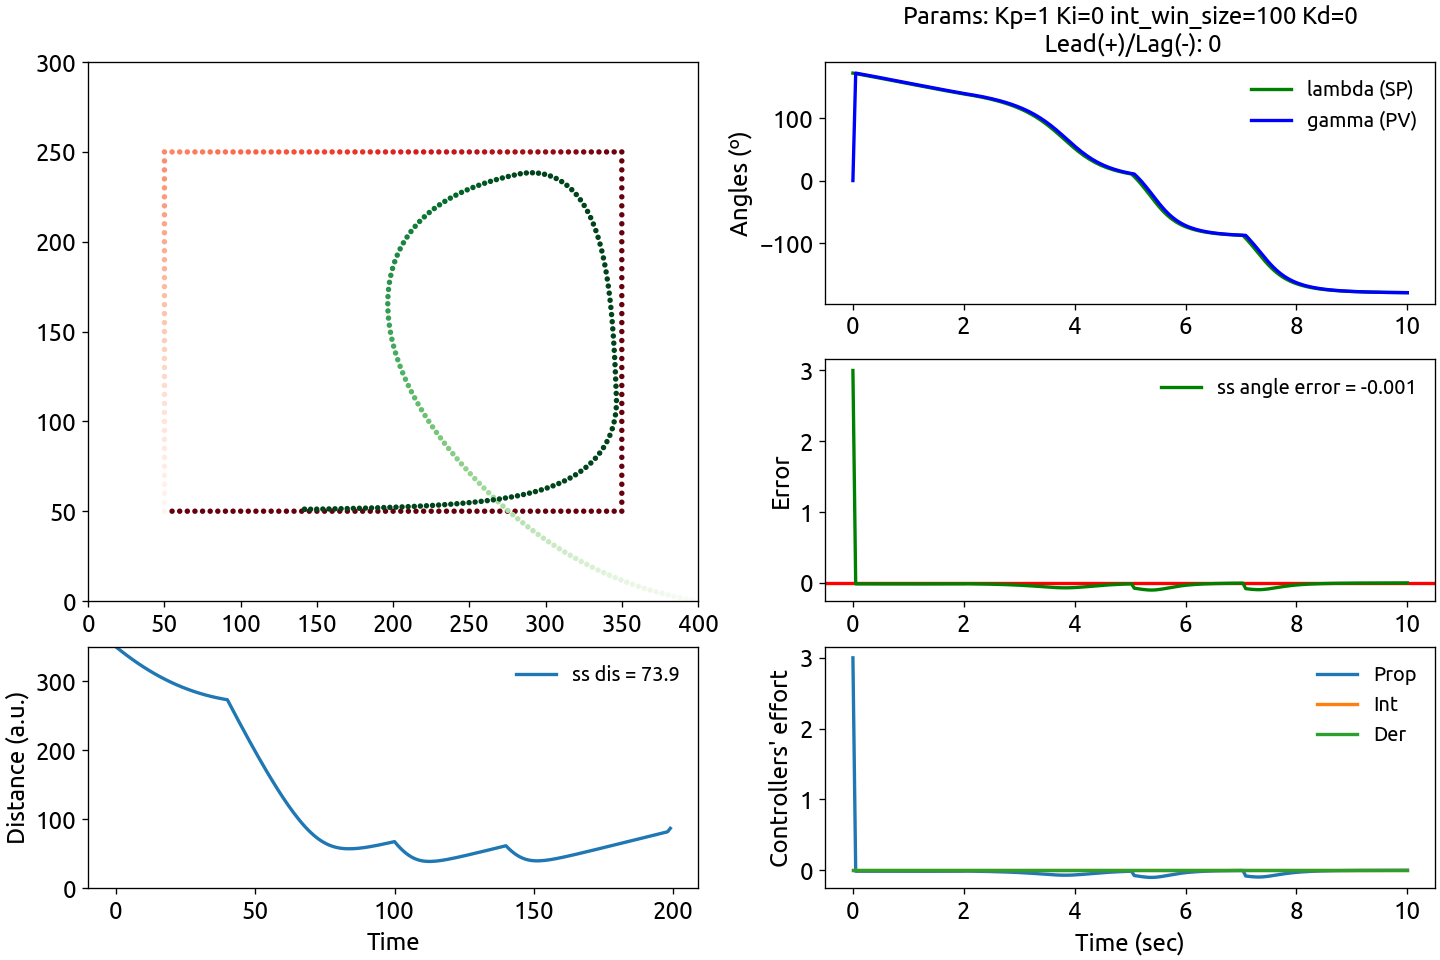 Params: Kp=1 Ki=0 int_win_size=100 Kd=0
Lead(+)/Lag(-): 0
300
250
200
150
100
50
0
0 50 100 150 200 250 300 350 400
Angles (º)
100
0
−100
lambda (SP)
gamma (PV)
0 2 4 6 8 10
Error
3
2
1
0
ss angle error = -0.001
0 2 4 6 8 10
Distance (a.u.)
300
200
100
0
ss dis = 73.9
0 50 100 150 200
Time
Controllers' effort
3
2
1
0
Prop
Int
Der
0 2 4 6 8 10
Time (sec)